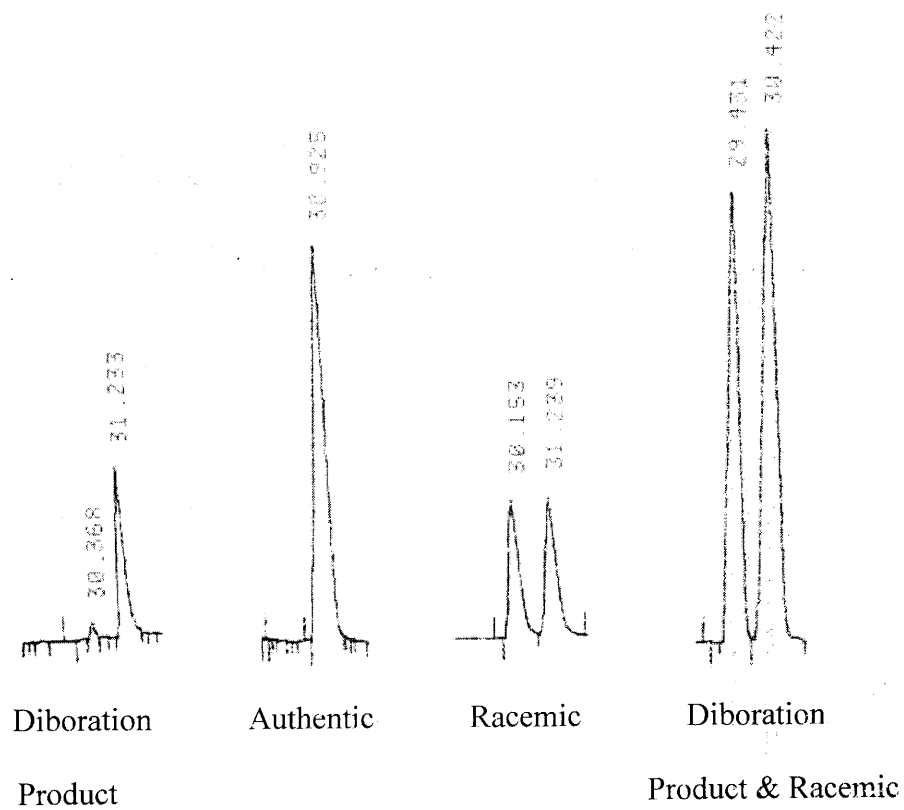 30.368
31.233
30.925
30.153
31.239
29.431
30.422
Diboration
Product
Authentic
Racemic
Diboration
Product & Racemic